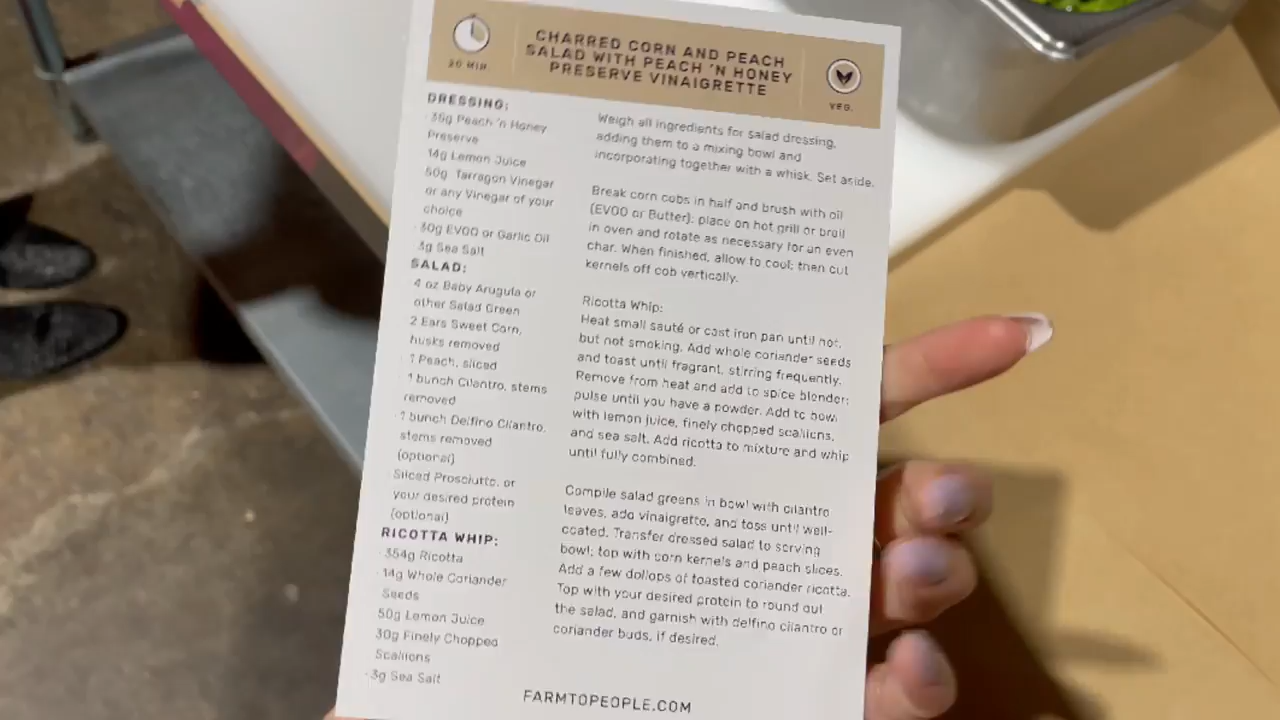 20 MIN.
CHARRED CORN AND PEACH
SALAD WITH PEACH 'N HONEY
PRESERVE VINAIGRETTE
VEG.
DRESSING:
· 35g Peach 'n Honey
Preserve
14g Lemon Juice
50g Tarragon Vinegar
or any Vinegar of your
choice
· 30g EVOO or Garlic Oil
3g Sea Salt
SALAD:
4 oz Baby Arugula or
other Salad Green
2 Ears Sweet Corn,
husks removed
· 1 Peach, sliced
· 1 bunch Cilantro, stems
removed
· 1 bunch Delfino Cilantro,
stems removed
(optional)
· Sliced Prosciutto, or
your desired protein
(optional)
RICOTTA WHIP:
· 354g Ricotta
· 14g Whole Coriander
Seeds
50g Lemon Juice
30g Finely Chopped
Scallions
· 3g Sea Salt
Weigh all ingredients for salad dressing,
adding them to a mixing bowl and
incorporating together with a whisk. Set aside.
Break corn cobs in half and brush with oil
(EVOO or Butter); place on hot grill or broil
in oven and rotate as necessary for an even
char. When finished, allow to cool; then cut
kernels off cob vertically.
Ricotta Whip:
Heat small sauté or cast iron pan until hot,
but not smoking. Add whole coriander seeds
and toast until fragrant, stirring frequently.
Remove from heat and add to spice blender;
pulse until you have a powder. Add to bowl
with lemon juice, finely chopped scallions,
and sea salt. Add ricotta to mixture and whip
until fully combined.
Compile salad greens in bowl with cilantro
leaves, add vinaigrette, and toss until well-
coated. Transfer dressed salad to serving
bowl; top with corn kernels and peach slices.
Add a few dollops of toasted coriander ricotta.
Top with your desired protein to round out
the salad, and garnish with delfino cilantro or
coriander buds, if desired.
FARMTOPEOPLE.COM